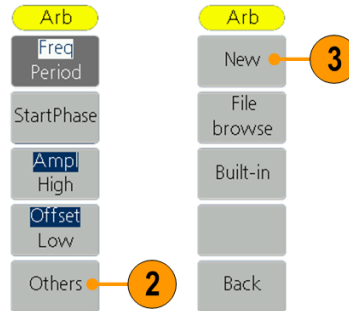 Arb
Freq
Period
StartPhase
Ampl
High
Offset
Low
Others
2
Arb
New
3
File
browse
Built-in
Back